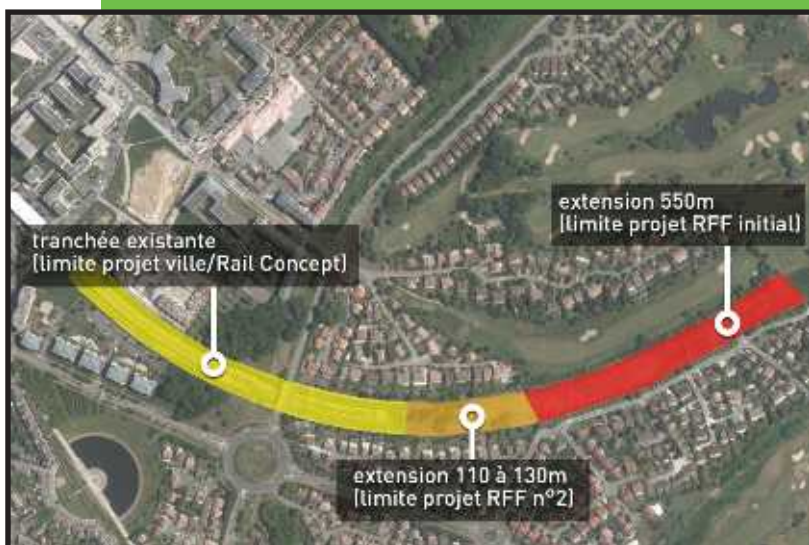 extension 550m
(limite projet RFF initial)
tranchée existante
(limite projet ville/Rail Concept)
extension 110 à 130m
(limite projet RFF n°2)